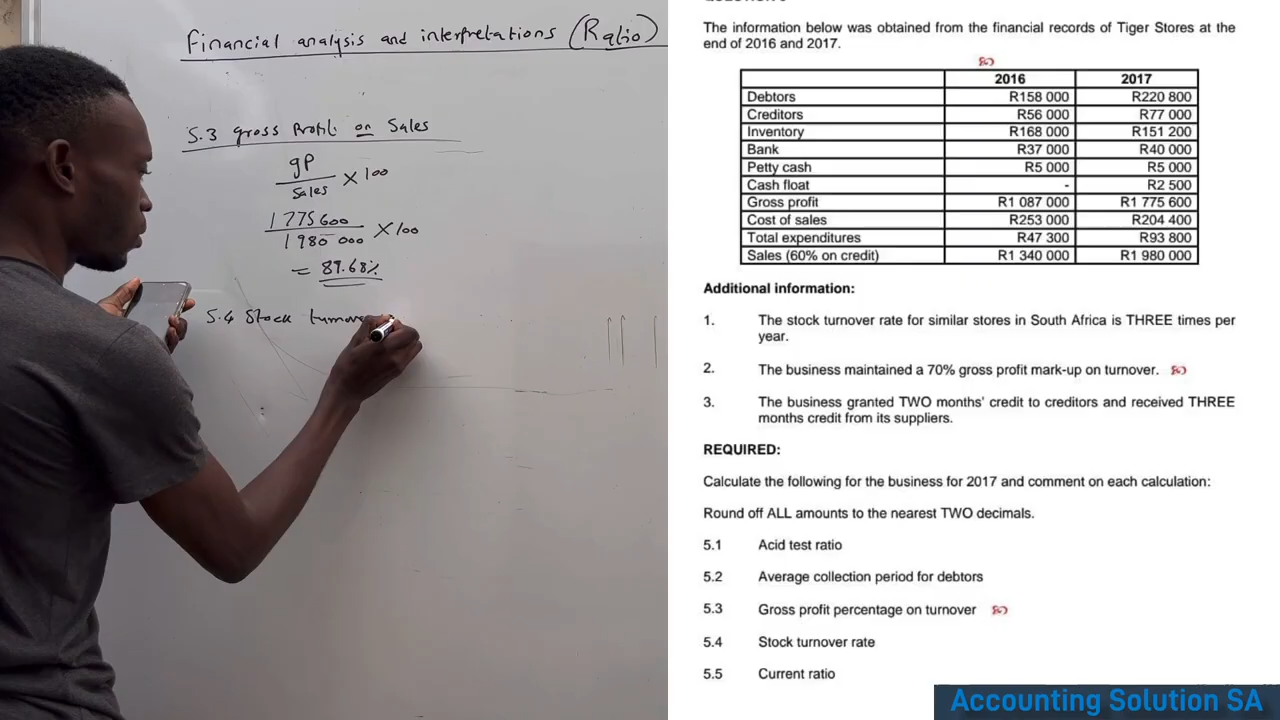 Financial analysis and interpretations (Ratio)
5.3 gross Profit on Sales
gP
Sales × 100
1 775 600
1 980 000 × 100
= 89.68%
5.4 Stock turnove
The information below was obtained from the financial records of Tiger Stores at the
end of 2016 and 2017.
2016 2017
Debtors R158 000 R220 800
Creditors R56 000 R77 000
Inventory R168 000 R151 200
Bank R37 000 R40 000
Petty cash R5 000 R5 000
Cash float - R2 500
Gross profit R1 087 000 R1 775 600
Cost of sales R253 000 R204 400
Total expenditures R47 300 R93 800
Sales (60% on credit) R1 340 000 R1 980 000
Additional information:
1. The stock turnover rate for similar stores in South Africa is THREE times per
year.
2. The business maintained a 70% gross profit mark-up on turnover.
3. The business granted TWO months' credit to creditors and received THREE
months credit from its suppliers.
REQUIRED:
Calculate the following for the business for 2017 and comment on each calculation:
Round off ALL amounts to the nearest TWO decimals.
5.1 Acid test ratio
5.2 Average collection period for debtors
5.3 Gross profit percentage on turnover
5.4 Stock turnover rate
5.5 Current ratio
Accounting Solution SA